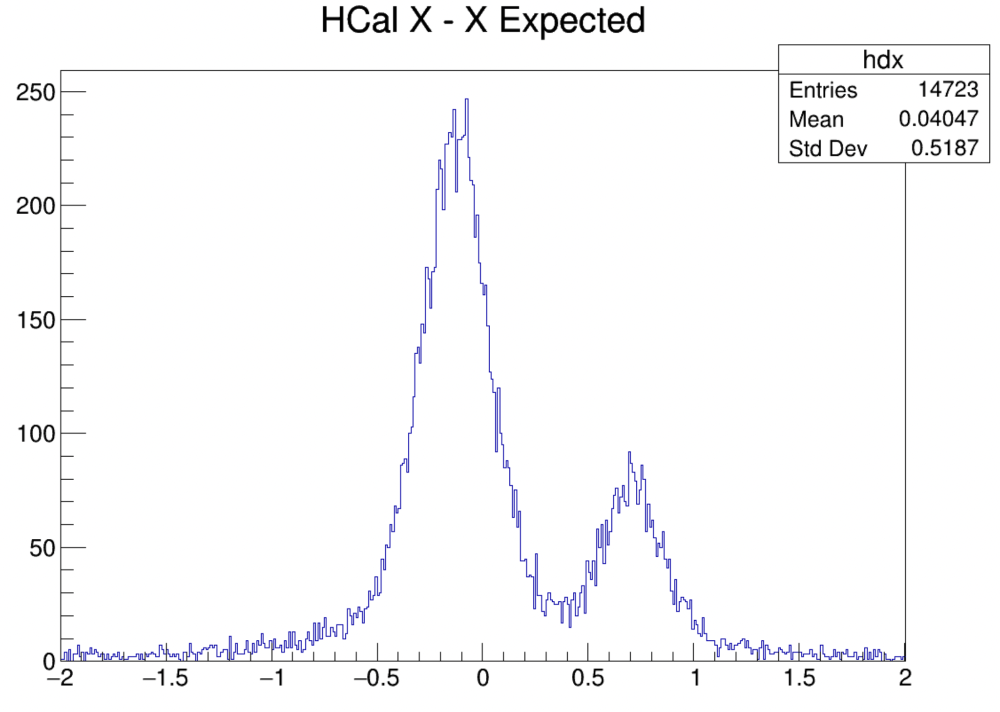 HCal X - X Expected
hdx
Entries 14723
Mean 0.04047
Std Dev 0.5187
250
200
150
100
50
0
−2 −1.5 −1 −0.5 0 0.5 1 1.5 2